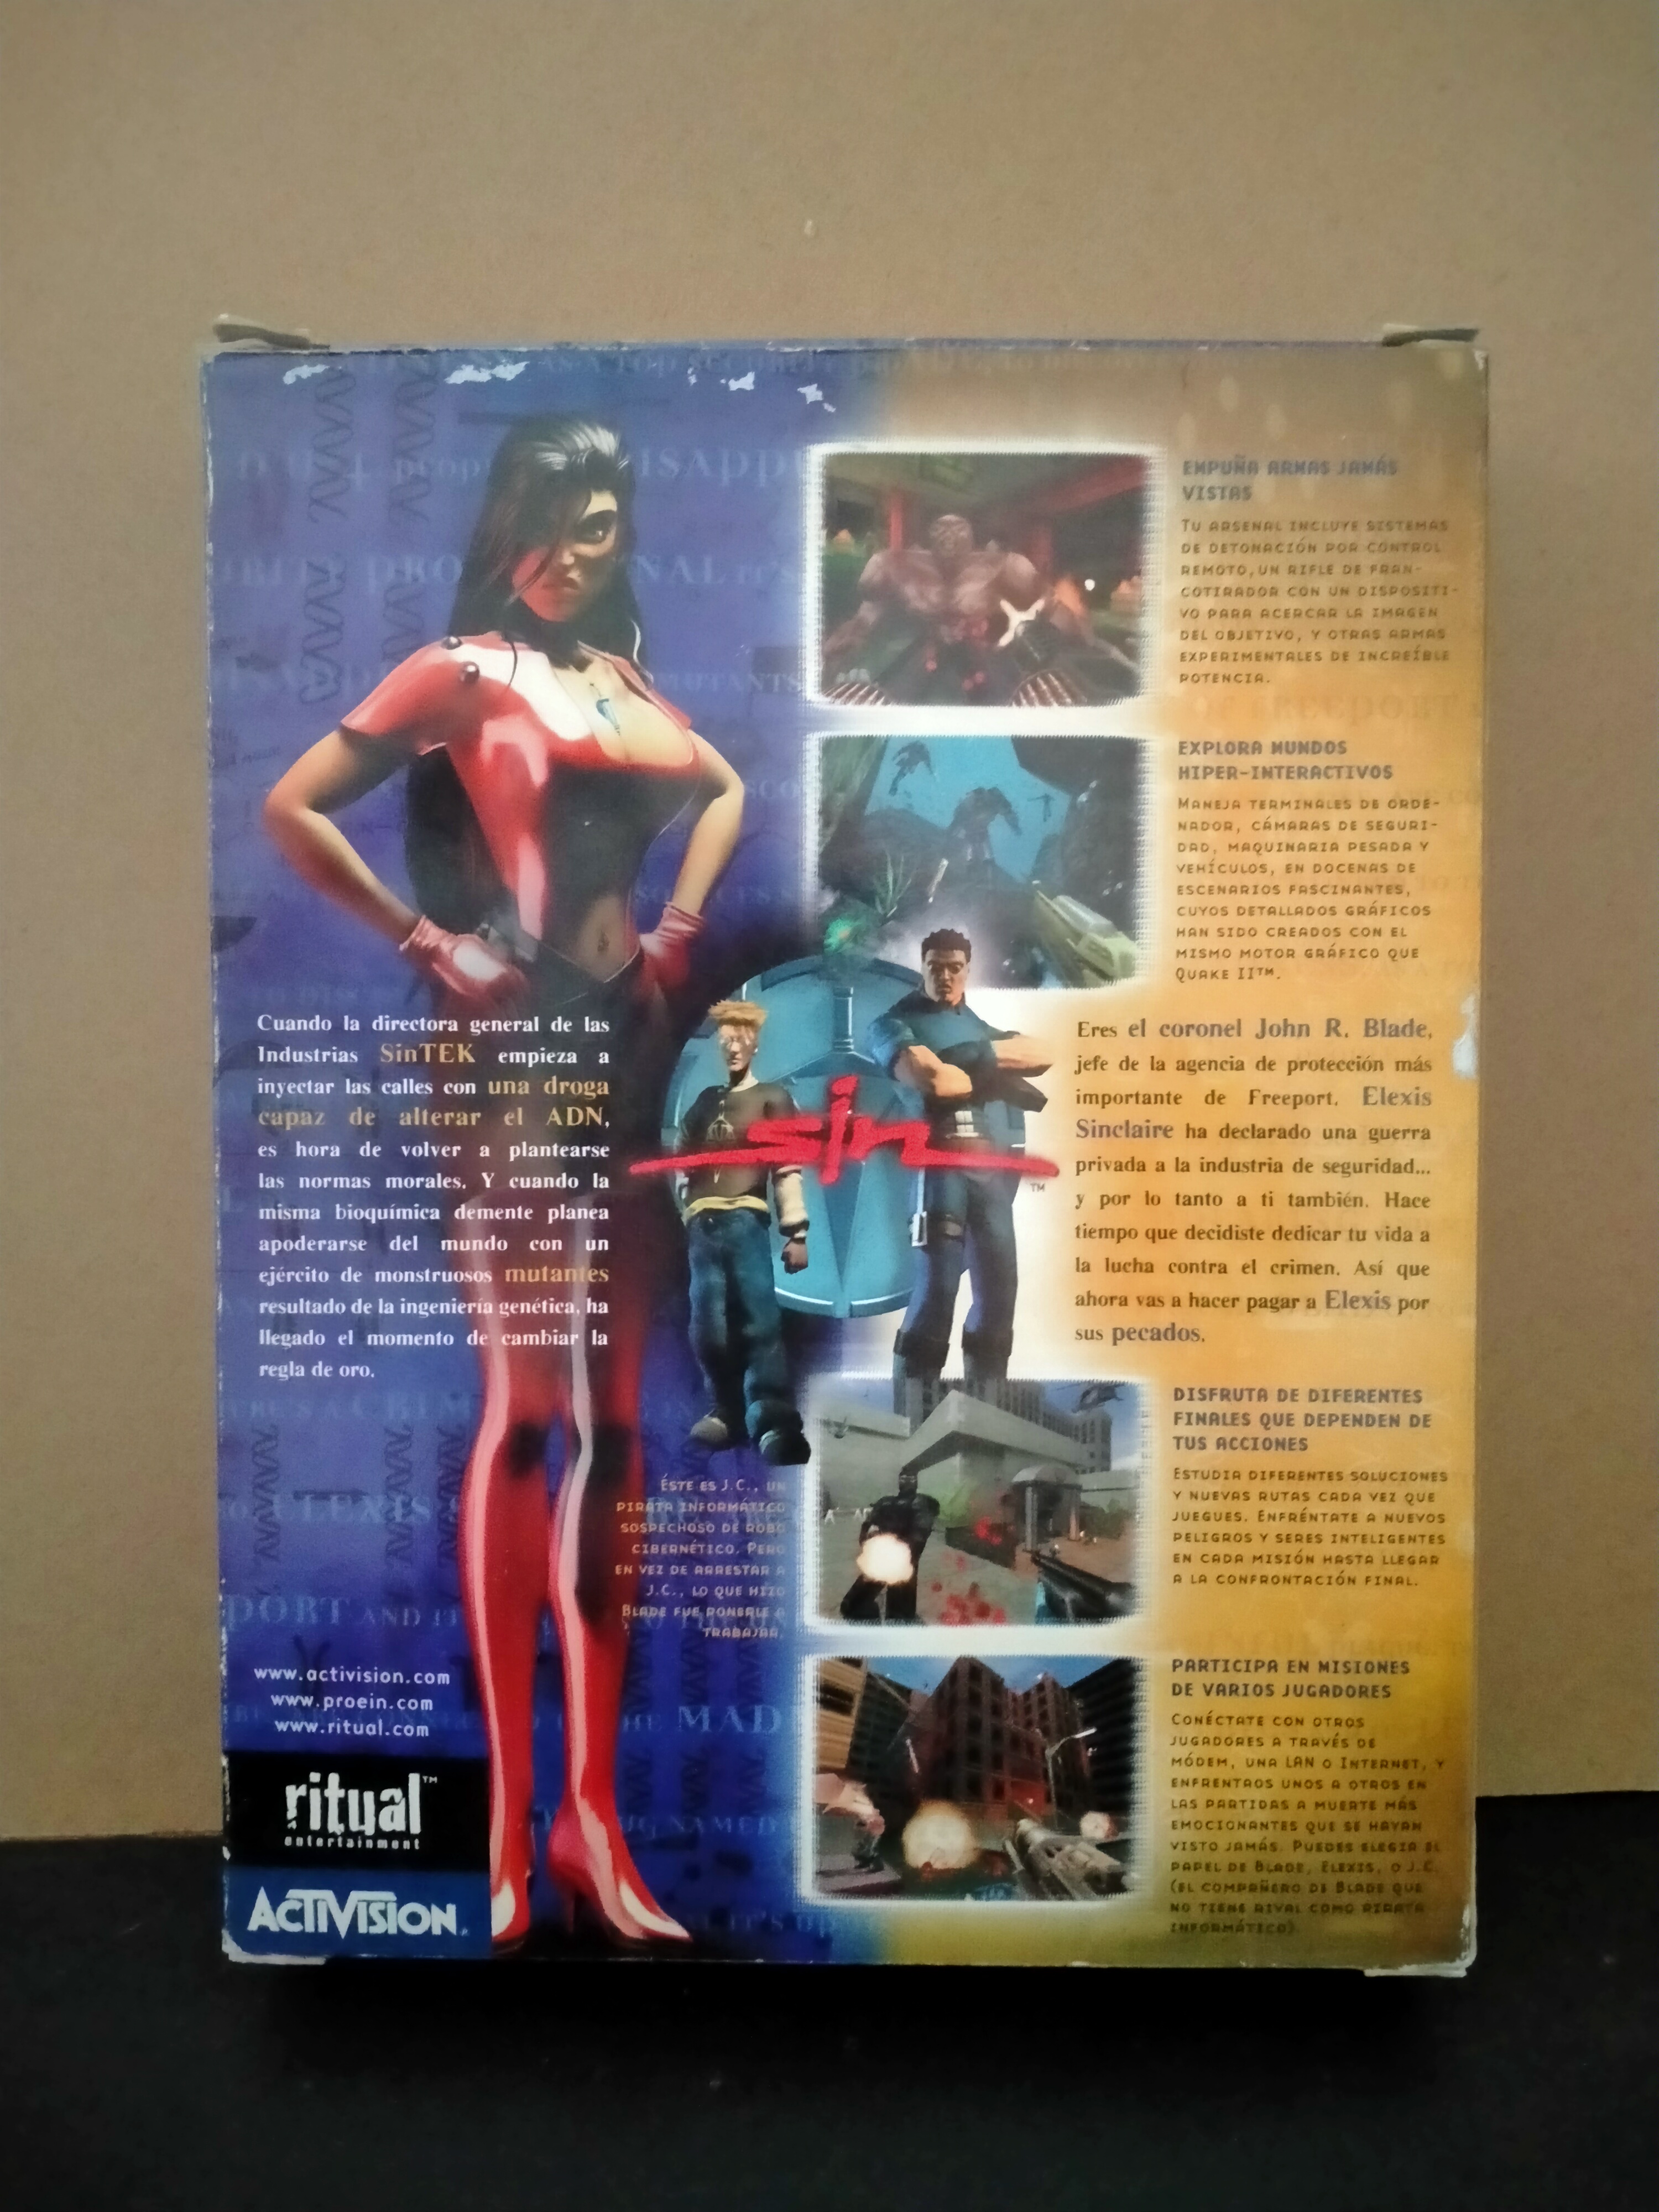 EMPUÑA ARMAS JAMÁS
VISTAS
TU ARSENAL INCLUYE SISTEMAS
DE DETONACIÓN POR CONTROL
REMOTO, UN RIFLE DE FRAN-
COTIRADOR CON UN DISPOSITI-
VO PARA ACERCAR LA IMAGEN
DEL OBJETIVO, Y OTRAS ARMAS
EXPERIMENTALES DE INCREÍBLE
POTENCIA.
EXPLORA MUNDOS
HIPER-INTERACTIVOS
MANEJA TERMINALES DE ORDE-
NADOR, CÁMARAS DE SEGURI-
DAD, MAQUINARIA PESADA Y
VEHÍCULOS, EN DOCENAS DE
ESCENARIOS FASCINANTES,
CUYOS DETALLADOS GRÁFICOS
HAN SIDO CREADOS CON EL
MISMO MOTOR GRÁFICO QUE
QUAKE II™.
Cuando la directora general de las
Industrias SinTEK empieza a
inyectar las calles con una droga
capaz de alterar el ADN,
es hora de volver a plantearse
las normas morales. Y cuando la
misma bioquímica demente planea
apoderarse del mundo con un
ejército de monstruosos mutantes
resultado de la ingeniería genética, ha
llegado el momento de cambiar la
regla de oro.
sin™
Eres el coronel John R. Blade,
jefe de la agencia de protección más
importante de Freeport. Elexis
Sinclaire ha declarado una guerra
privada a la industria de seguridad...
y por lo tanto a ti también. Hace
tiempo que decidiste dedicar tu vida a
la lucha contra el crimen. Así que
ahora vas a hacer pagar a Elexis por
sus pecados.
ÉSTE ES J.C., UN
PIRATA INFORMÁTICO
SOSPECHOSO DE ROBO
CIBERNÉTICO. PERO
EN VEZ DE ARRESTAR A
J.C., LO QUE HIZO
BLADE FUE PONERLE A
TRABAJAR.
DISFRUTA DE DIFERENTES
FINALES QUE DEPENDEN DE
TUS ACCIONES
ESTUDIA DIFERENTES SOLUCIONES
Y NUEVAS RUTAS CADA VEZ QUE
JUEGUES. ENFRÉNTATE A NUEVOS
PELIGROS Y SERES INTELIGENTES
EN CADA MISIÓN HASTA LLEGAR
A LA CONFRONTACIÓN FINAL.
PARTICIPA EN MISIONES
DE VARIOS JUGADORES
CONÉCTATE CON OTROS
JUGADORES A TRAVÉS DE
MÓDEM, UNA LAN O INTERNET, Y
ENFRENTAOS UNOS A OTROS EN
LAS PARTIDAS A MUERTE MÁS
EMOCIONANTES QUE SE HAYAN
VISTO JAMÁS. PUEDES ELEGIR EL
PAPEL DE BLADE, ELEXIS, O J.C.
(EL COMPAÑERO DE BLADE QUE
NO TIENE RIVAL COMO PIRATA
INFORMÁTICO).
www.activision.com
www.proein.com
www.ritual.com
ritual™
entertainment
ACTIVISION